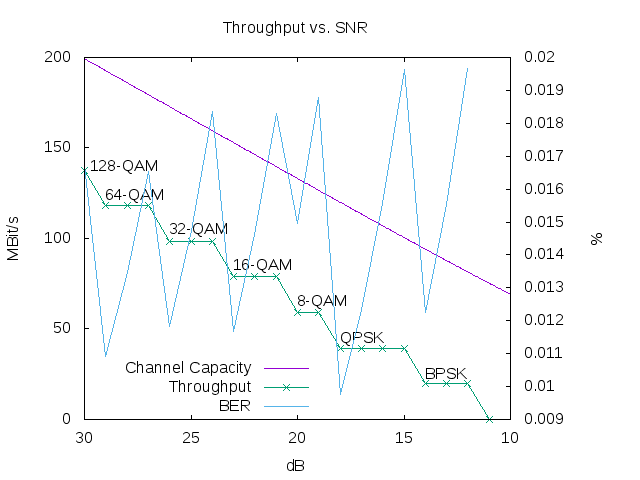 Throughput vs. SNR
200
150
100
50
0
MBit/s
0.02
0.019
0.018
0.017
0.016
0.015
0.014
0.013
0.012
0.011
0.01
0.009
%
128-QAM
64-QAM
32-QAM
16-QAM
8-QAM
QPSK
BPSK
Channel Capacity
Throughput
BER
30 25 20 15 10
dB